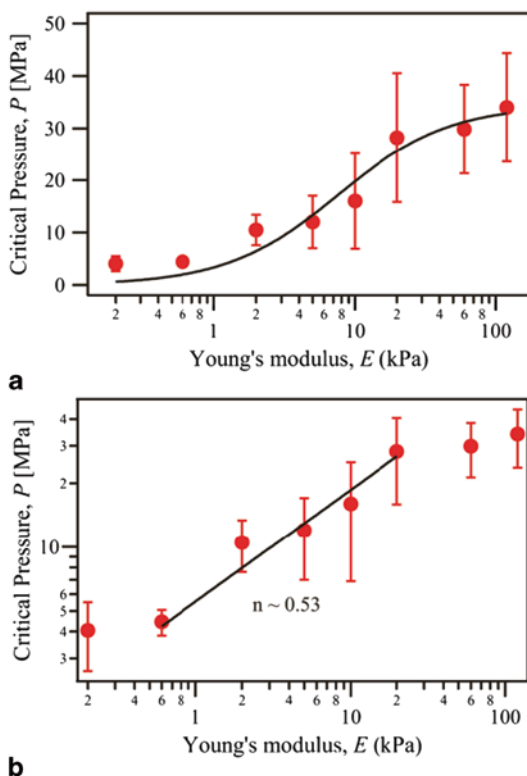 50
40
30
20
10
0
Critical Pressure, P [MPa]
2 4 6 8 1 2 4 6 8 10 2 4 6 8 100
Young's modulus, E (kPa)
a
4
3
2
10
6
5
4
3
Critical Pressure, P [MPa]
n ~ 0.53
2 4 6 8 1 2 4 6 8 10 2 4 6 8 100
Young's modulus, E (kPa)
b